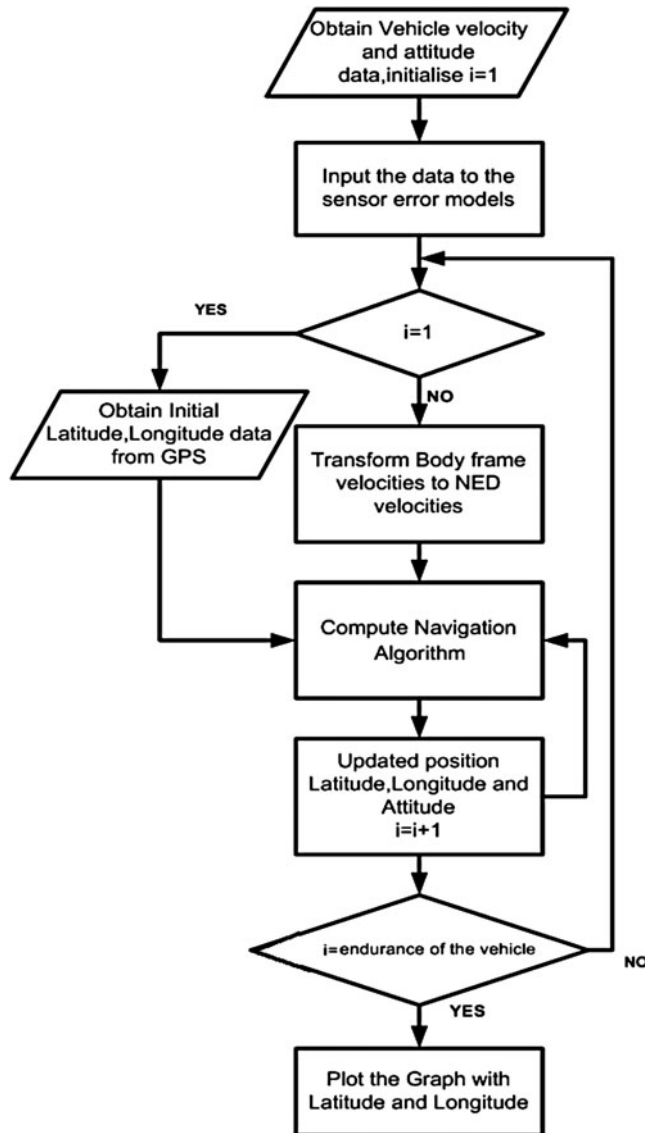 Obtain Vehicle velocity
and attitude
data,initialise i=1
Input the data to the
sensor error models
YES
i=1
NO
Obtain Initial
Latitude,Longitude data
from GPS
Transform Body frame
velocities to NED
velocities
Compute Navigation
Algorithm
Updated position
Latitude,Longitude and
Attitude
i=i+1
i=endurance of the vehicle
NO
YES
Plot the Graph with
Latitude and Longitude